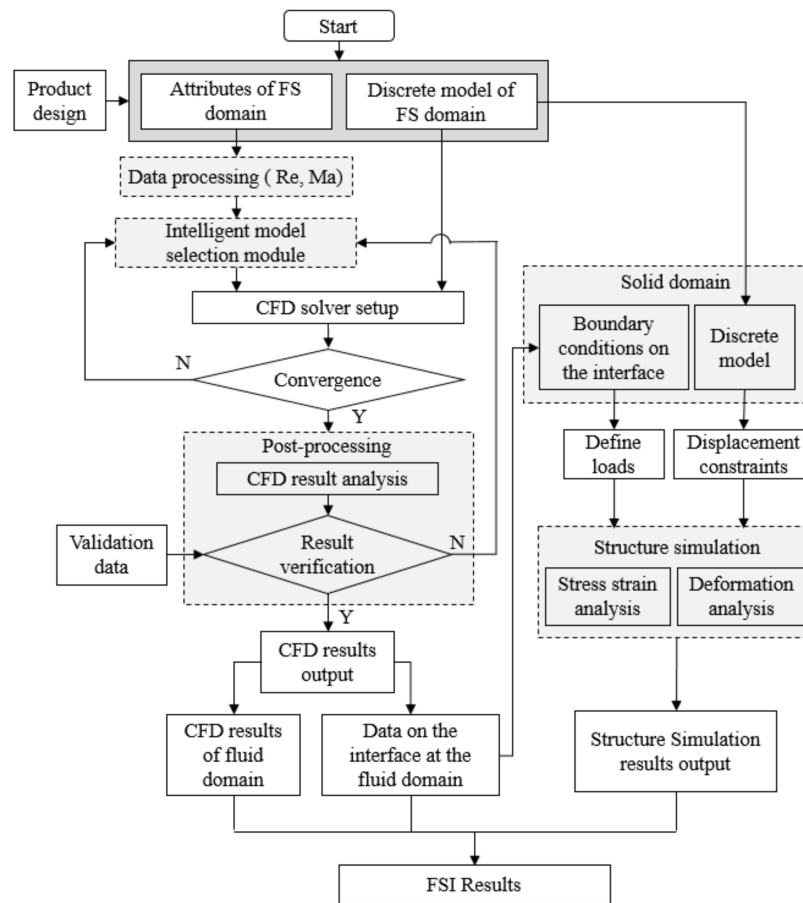 Start
Product
design
Attributes of FS
domain
Discrete model of
FS domain
Data processing ( Re, Ma)
Intelligent model
selection module
CFD solver setup
N
Convergence
Y
Post-processing
CFD result analysis
Validation
data
Result
verification
N
Y
CFD results
output
CFD results
of fluid
domain
Data on the
interface at the
fluid domain
Solid domain
Boundary
conditions on
the interface
Discrete
model
Define
loads
Displacement
constraints
Structure simulation
Stress strain
analysis
Deformation
analysis
Structure Simulation
results output
FSI Results